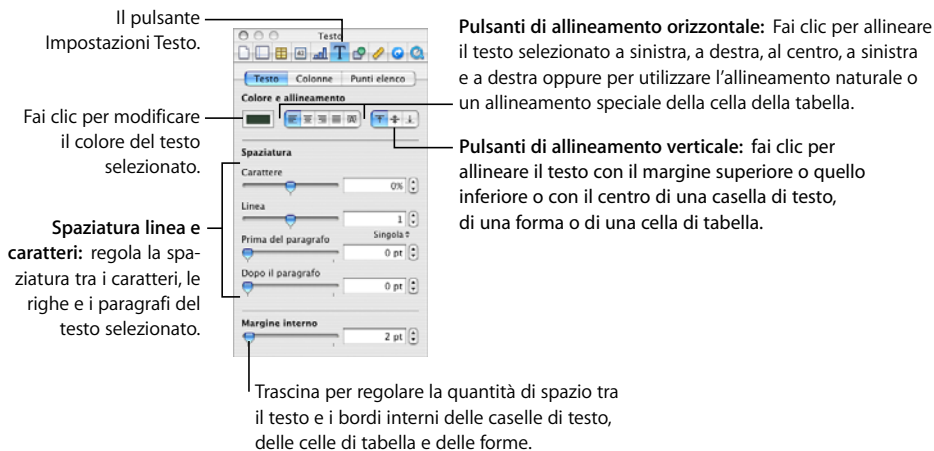 Il pulsante
Impostazioni Testo.
Fai clic per modificare
il colore del testo
selezionato.
Spaziatura linea e
caratteri: regola la spa-
ziatura tra i caratteri, le
righe e i paragrafi del
testo selezionato.
Testo
T
Testo Colonne Punti elenco
Colore e allineamento
Spaziatura
Carattere
0%
Linea
1
Singola
Prima del paragrafo
0 pt
Dopo il paragrafo
0 pt
Margine interno
2 pt
Pulsanti di allineamento orizzontale: Fai clic per allineare
il testo selezionato a sinistra, a destra, al centro, a sinistra
e a destra oppure per utilizzare l'allineamento naturale o
un allineamento speciale della cella della tabella.
Pulsanti di allineamento verticale: fai clic per
allineare il testo con il margine superiore o quello
inferiore o con il centro di una casella di testo,
di una forma o di una cella di tabella.
Trascina per regolare la quantità di spazio tra
il testo e i bordi interni delle caselle di testo,
delle celle di tabella e delle forme.